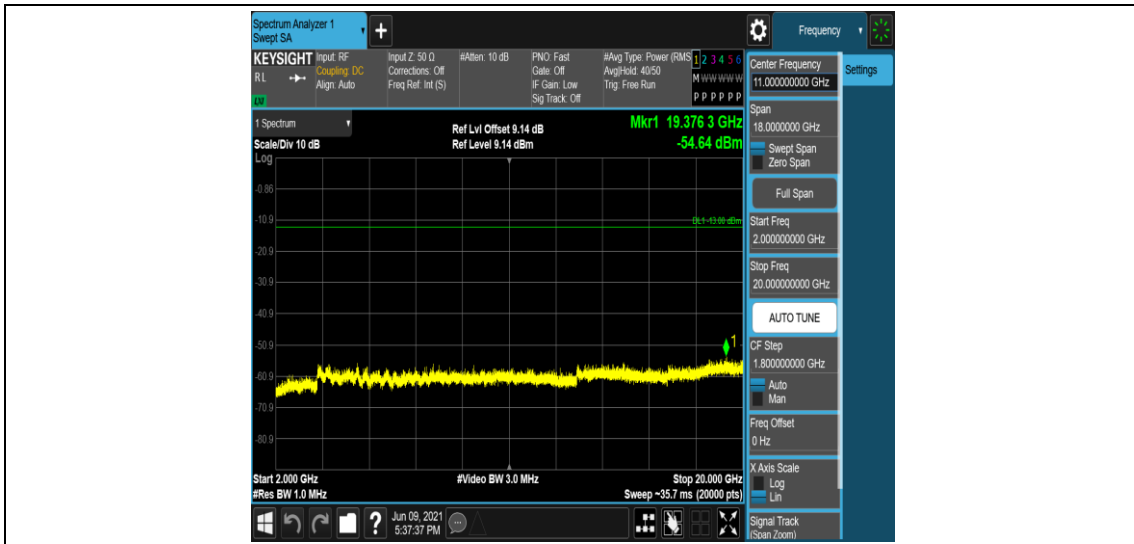 Spectrum Analyzer 1
Swept SA
+
Frequency
KEYSIGHT
RL
LXI
Input: RF
Coupling: DC
Align: Auto
Input Z: 50 Ω
Corrections: Off
Freq Ref: Int (S)
#Atten: 10 dB
PNO: Fast
Gate: Off
IF Gain: Low
Sig Track: Off
#Avg Type: Power (RMS
Avg|Hold: 40/50
Trig: Free Run
1 2 3 4 5 6
M W W W W W
P P P P P P
1 Spectrum
Scale/Div 10 dB
Log
Ref Lvl Offset 9.14 dB
Ref Level 9.14 dBm
Mkr1 19.376 3 GHz
-54.64 dBm
-0.86
-10.9
DL1 -13.00 dBm
-20.9
-30.9
-40.9
-50.9
1
-60.9
-70.9
-80.9
Start 2.000 GHz
#Res BW 1.0 MHz
#Video BW 3.0 MHz
Stop 20.000 GHz
Sweep ~35.7 ms (20000 pts)
?
Jun 09, 2021
5:37:37 PM
Center Frequency
11.000000000 GHz
Settings
Span
18.0000000 GHz
Swept Span
Zero Span
Full Span
Start Freq
2.000000000 GHz
Stop Freq
20.000000000 GHz
AUTO TUNE
CF Step
1.800000000 GHz
Auto
Man
Freq Offset
0 Hz
X Axis Scale
Log
Lin
Signal Track
(Span Zoom)